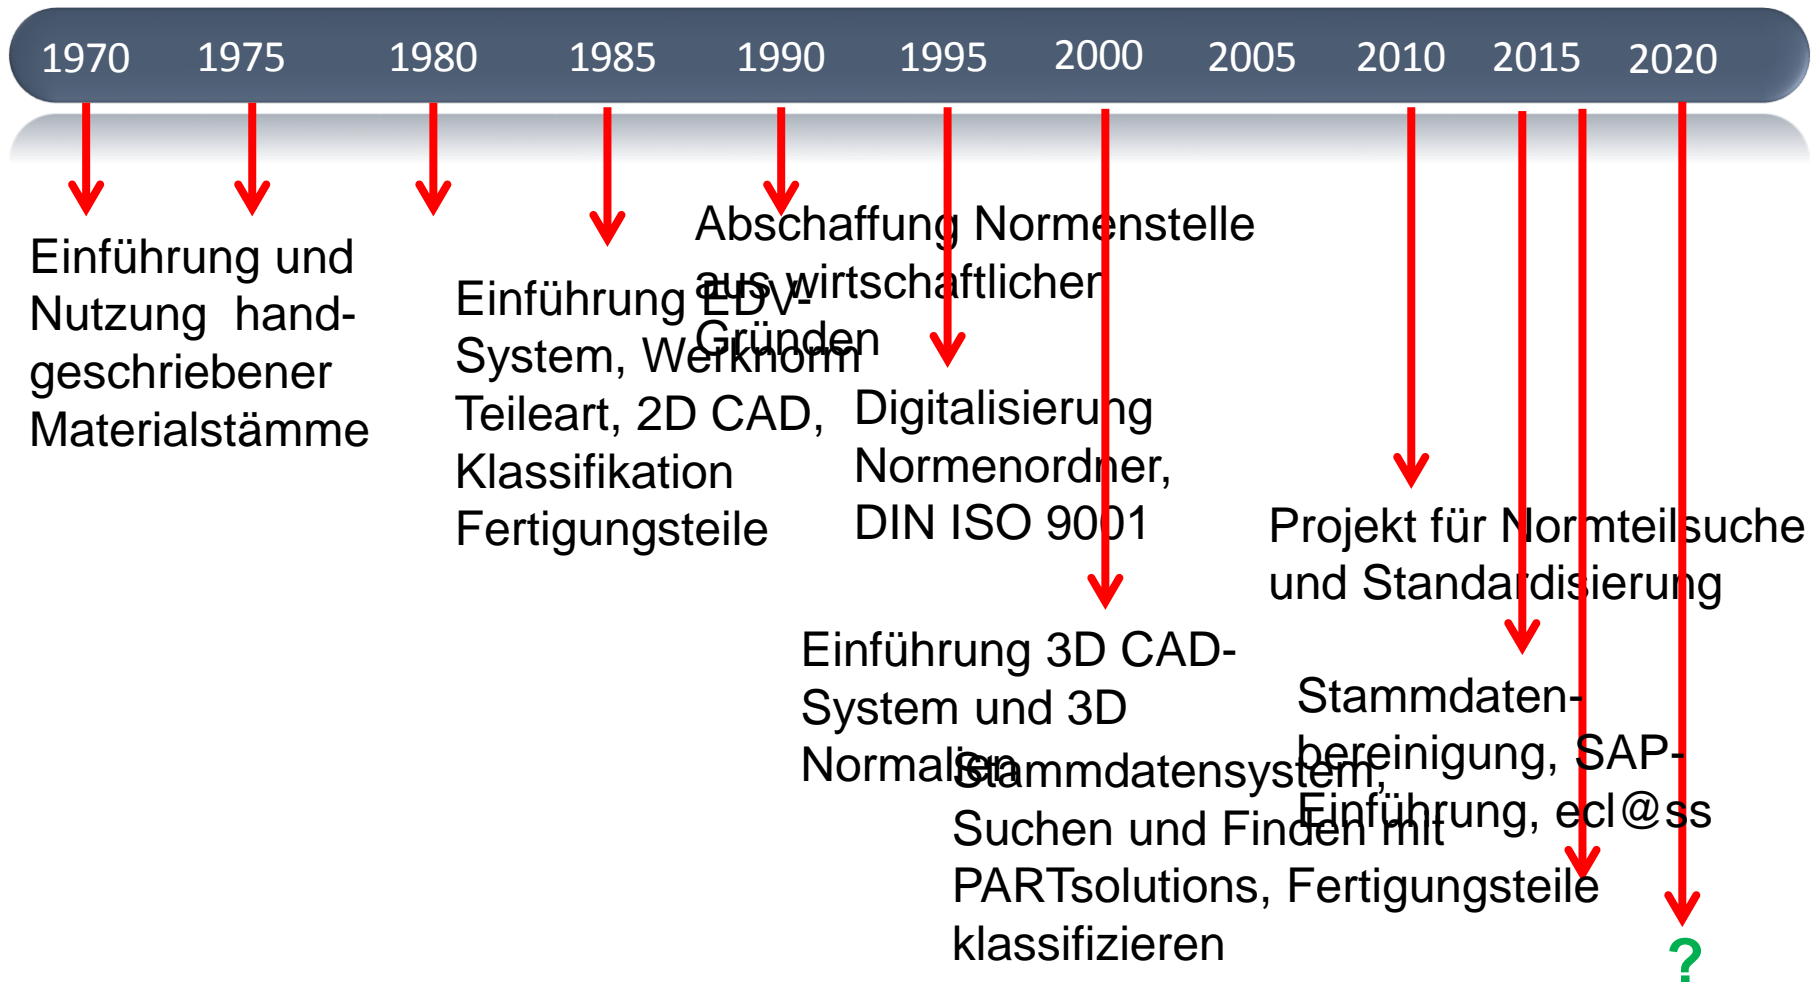 1970 1975 1980 1985 1990 1995 2000 2005 2010 2015 2020
Einführung und
Nutzung hand-
geschriebener
Materialstämme
Einführung EDV-
System, Werknorm
Teileart, 2D CAD,
Klassifikation
Fertigungsteile
Abschaffung Normenstelle
aus wirtschaftlichen
Gründen
Digitalisierung
Normenordner,
DIN ISO 9001
Einführung 3D CAD-
System und 3D
Normalien
Projekt für Normteilsuche
und Standardisierung
Stammdaten-
bereinigung, SAP-
Einführung, ecl@ss
Stammdatensystem,
Suchen und Finden mit
PARTsolutions, Fertigungsteile
klassifizieren
?